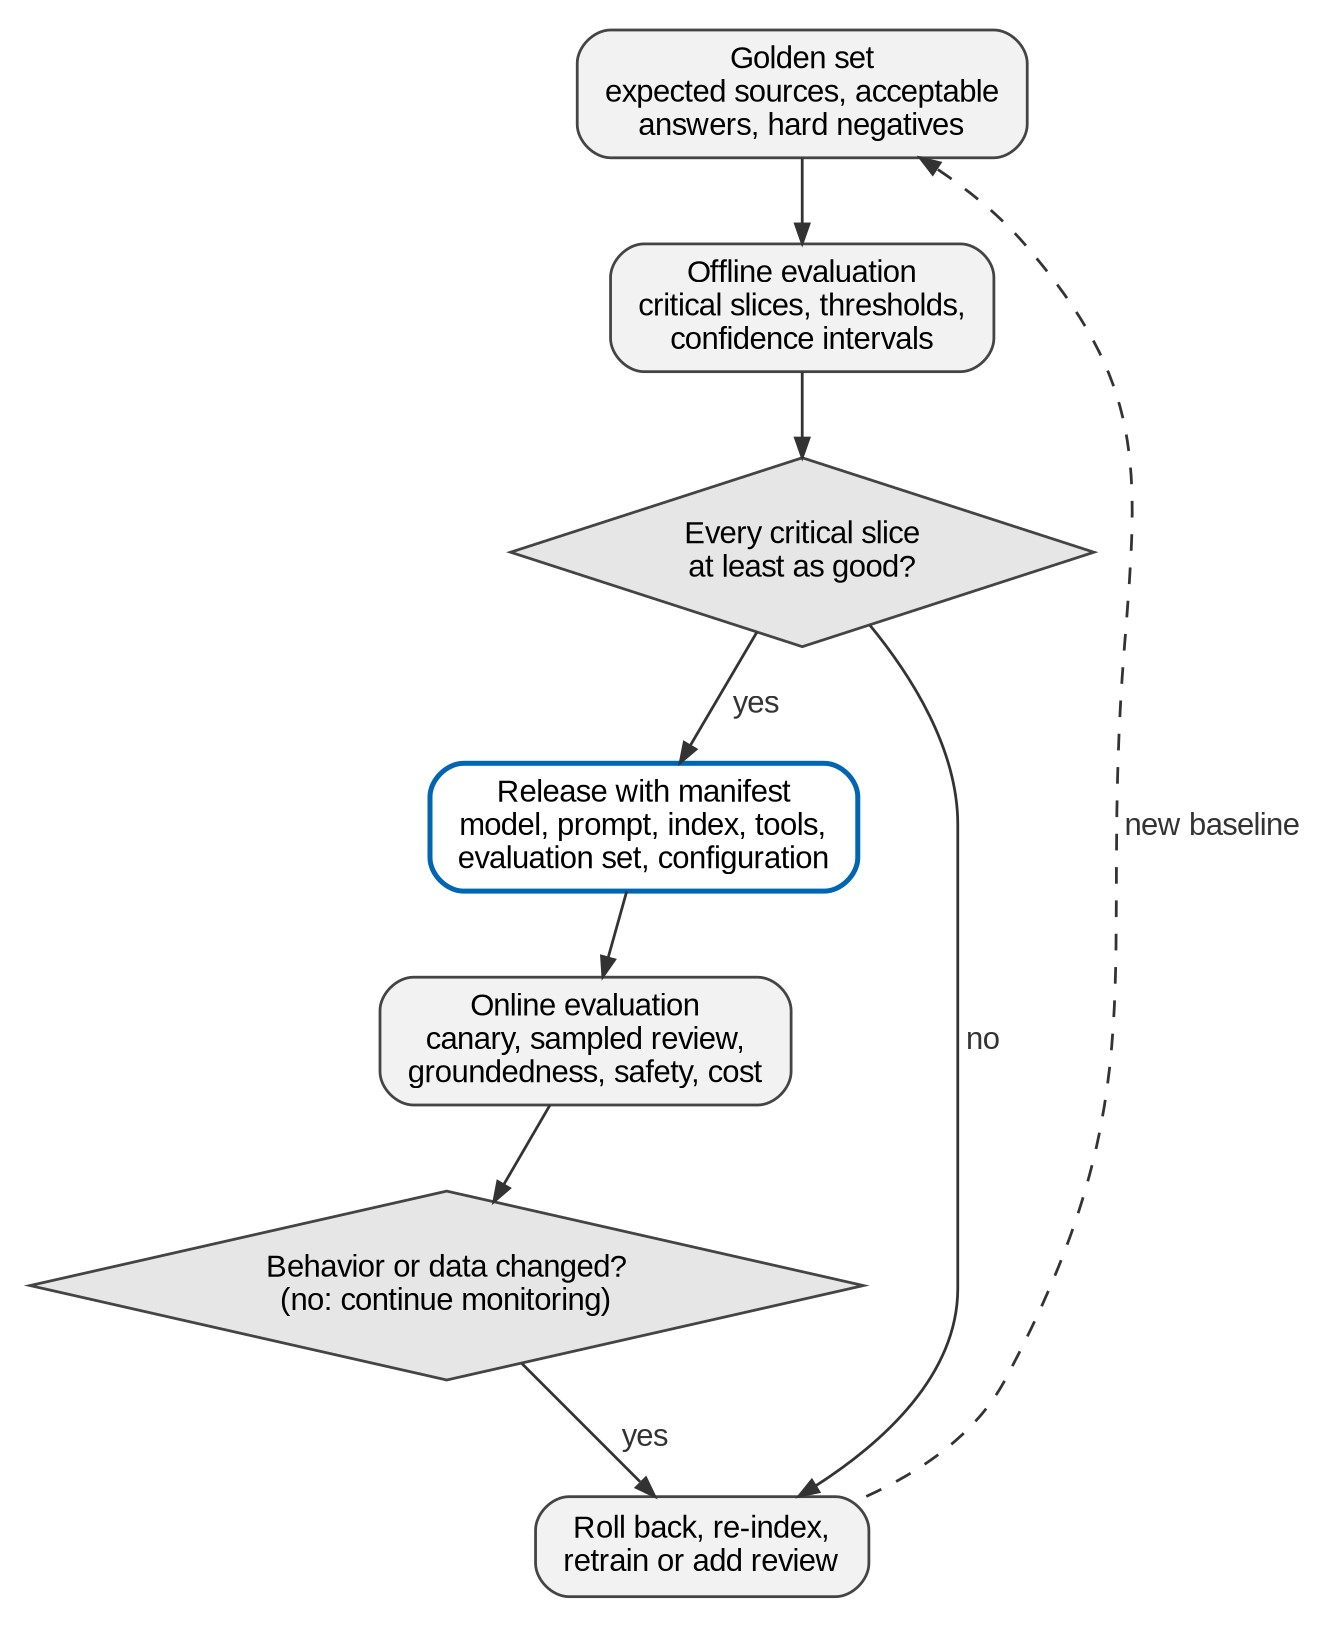 Golden set
expected sources, acceptable
answers, hard negatives
Offline evaluation
critical slices, thresholds,
confidence intervals
Every critical slice
at least as good?
yes
Release with manifest
model, prompt, index, tools,
evaluation set, configuration
new baseline
Online evaluation
canary, sampled review,
groundedness, safety, cost
no
Behavior or data changed?
(no: continue monitoring)
yes
Roll back, re-index,
retrain or add review